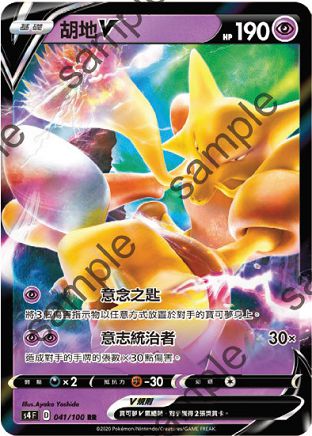 基礎 胡地V HP 190
意念之匙
將3個傷害指示物以任意方式放置於對手的寶可夢身上。
意志統治者 30×
造成對手的手牌的張數×30點傷害。
弱點 ×2 抵抗力 -30 撤退
V規則
寶可夢V氣絕時,對手獲得2張獎賞卡。
Illus.Ayaka Yoshida
s4F D 041/100 RR
©2020 Pokémon/Nintendo/Creatures/GAME FREAK.
sample
sample
sample
sample
sample
sample